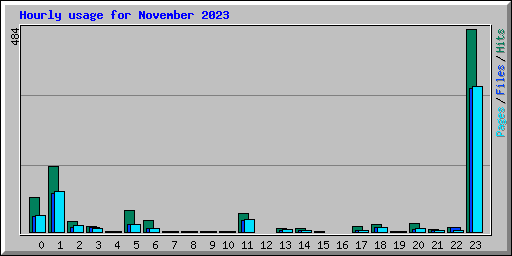 Hourly usage for November 2023
484
Pages/Files/Hits
0 1 2 3 4 5 6 7 8 9 10 11 12 13 14 15 16 17 18 19 20 21 22 23